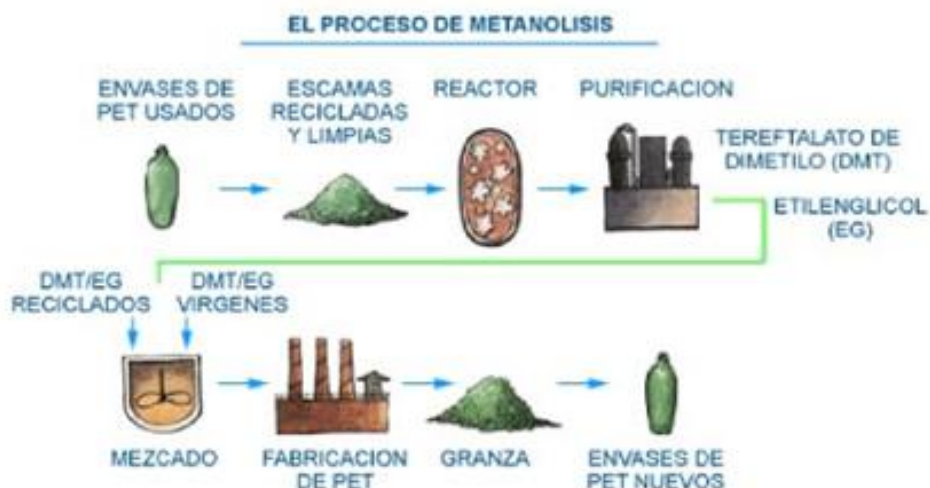 EL PROCESO DE METANOLISIS
ENVASES DE
PET USADOS
ESCAMAS
RECICLADAS
Y LIMPIAS
REACTOR
PURIFICACION
TEREFTALATO DE
DIMETILO (DMT)
ETILENGLICOL
(EG)
DMT/EG
RECICLADOS
DMT/EG
VIRGENES
MEZCADO
FABRICACION
DE PET
GRANZA
ENVASES DE
PET NUEVOS